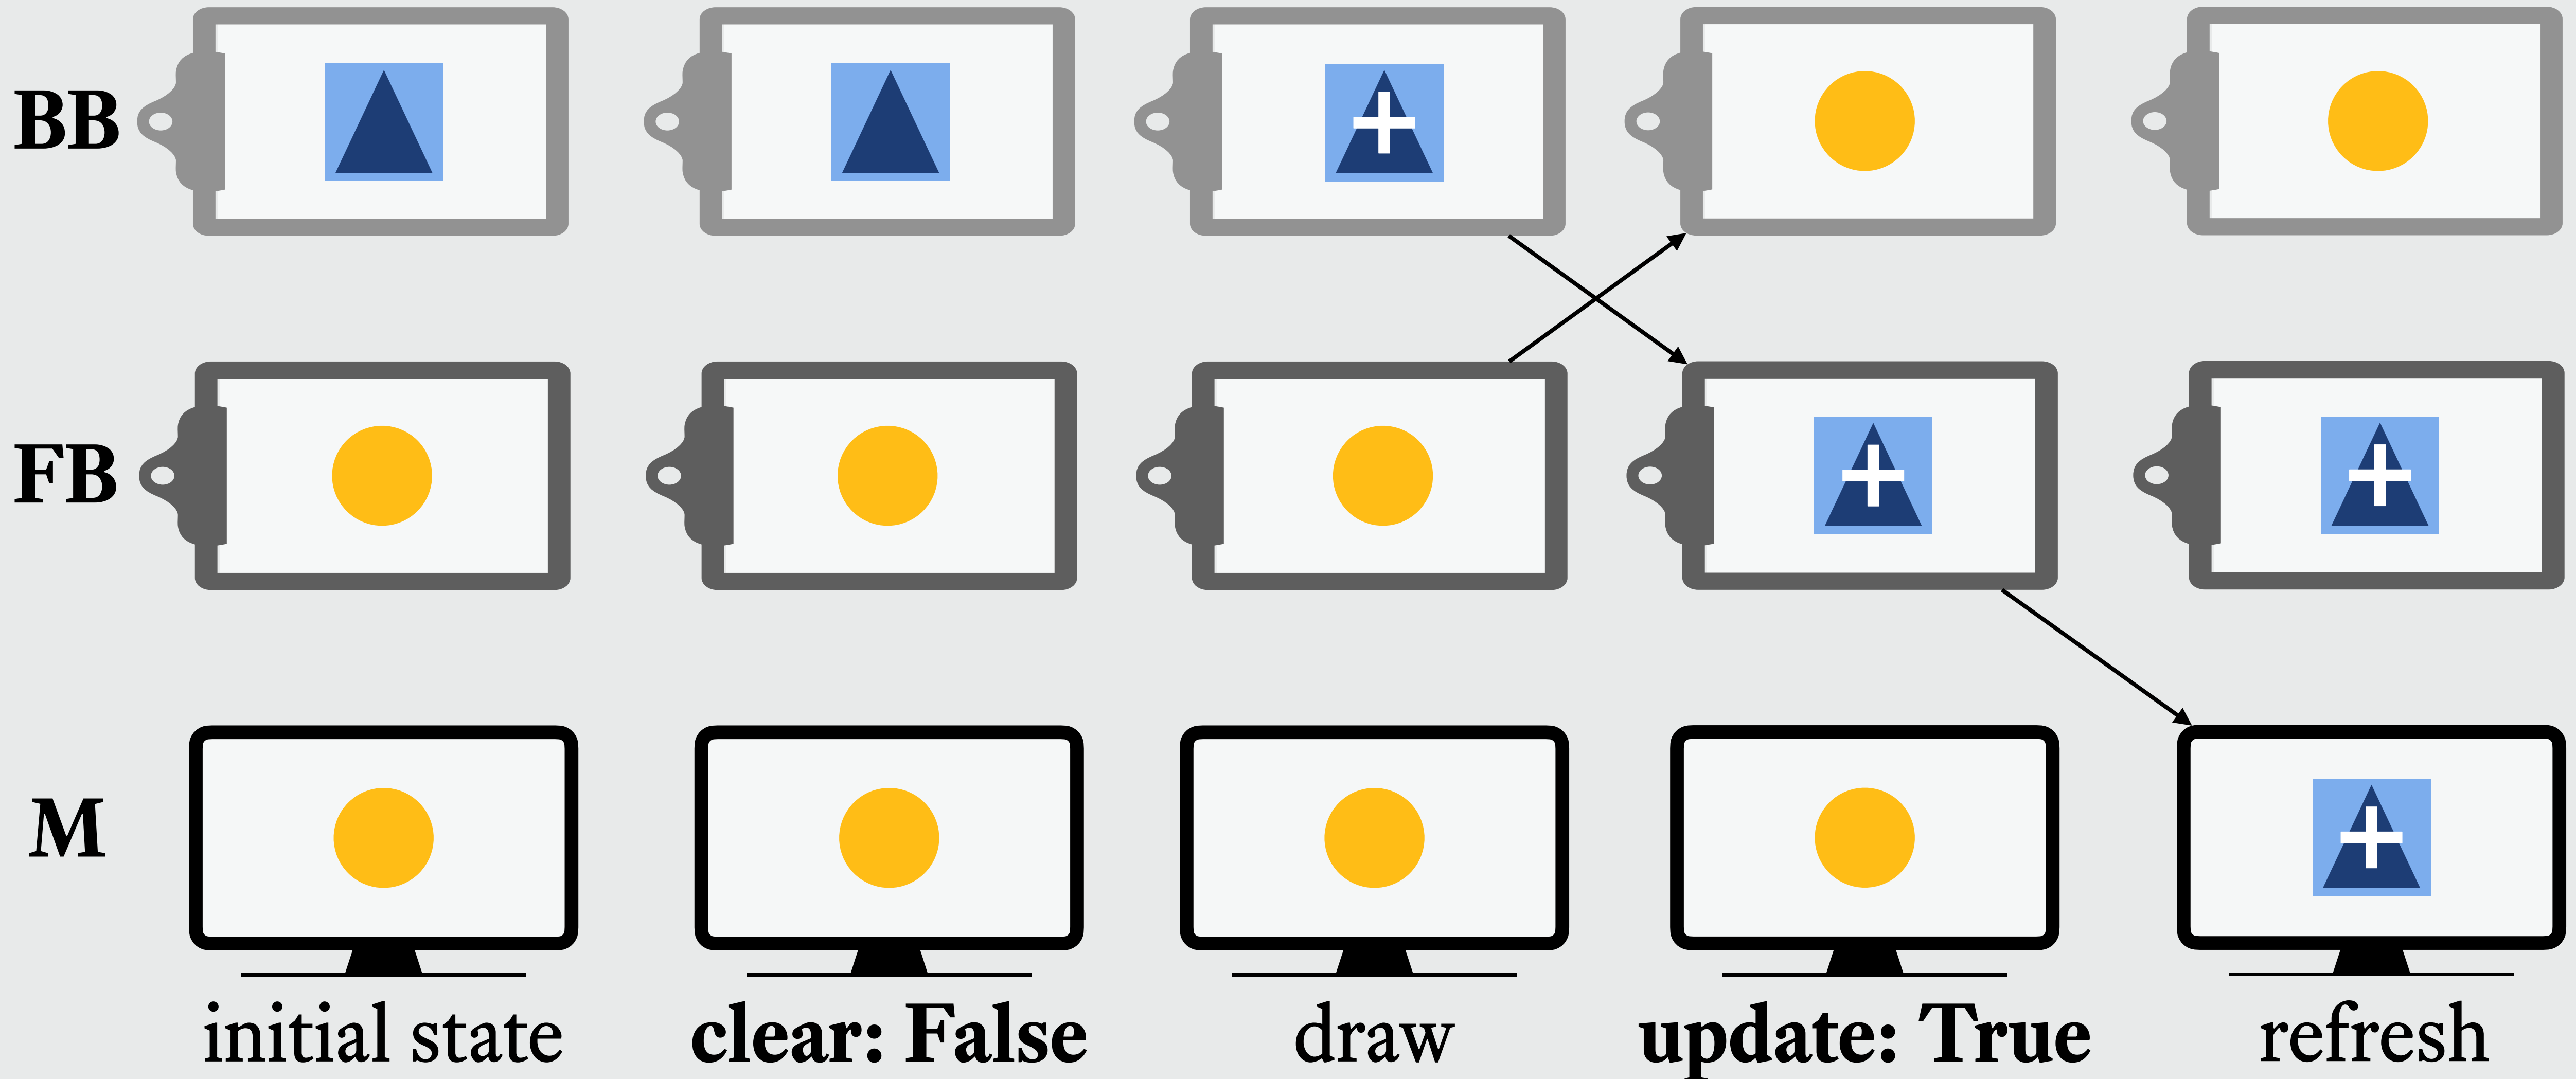 BB
FB
M
initial state
clear: False
draw
update: True
refresh